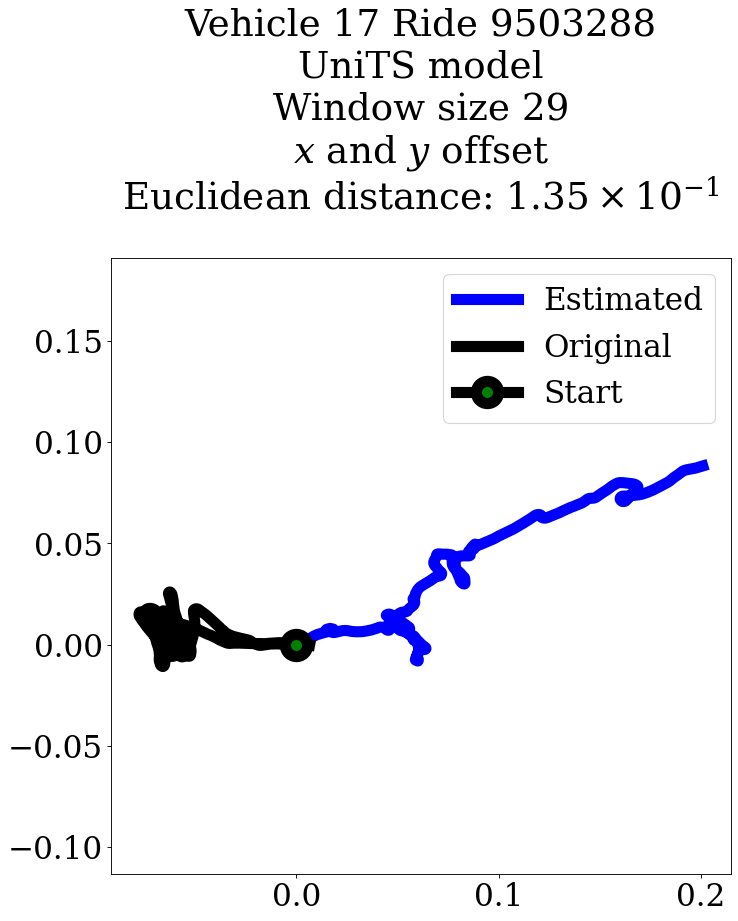 Vehicle 17 Ride 9503288
UniTS model
Window size 29
x and y offset
Euclidean distance: 1.35 × 10⁻¹
Estimated
Original
Start
0.15
0.10
0.05
0.00
−0.05
−0.10
0.0 0.1 0.2